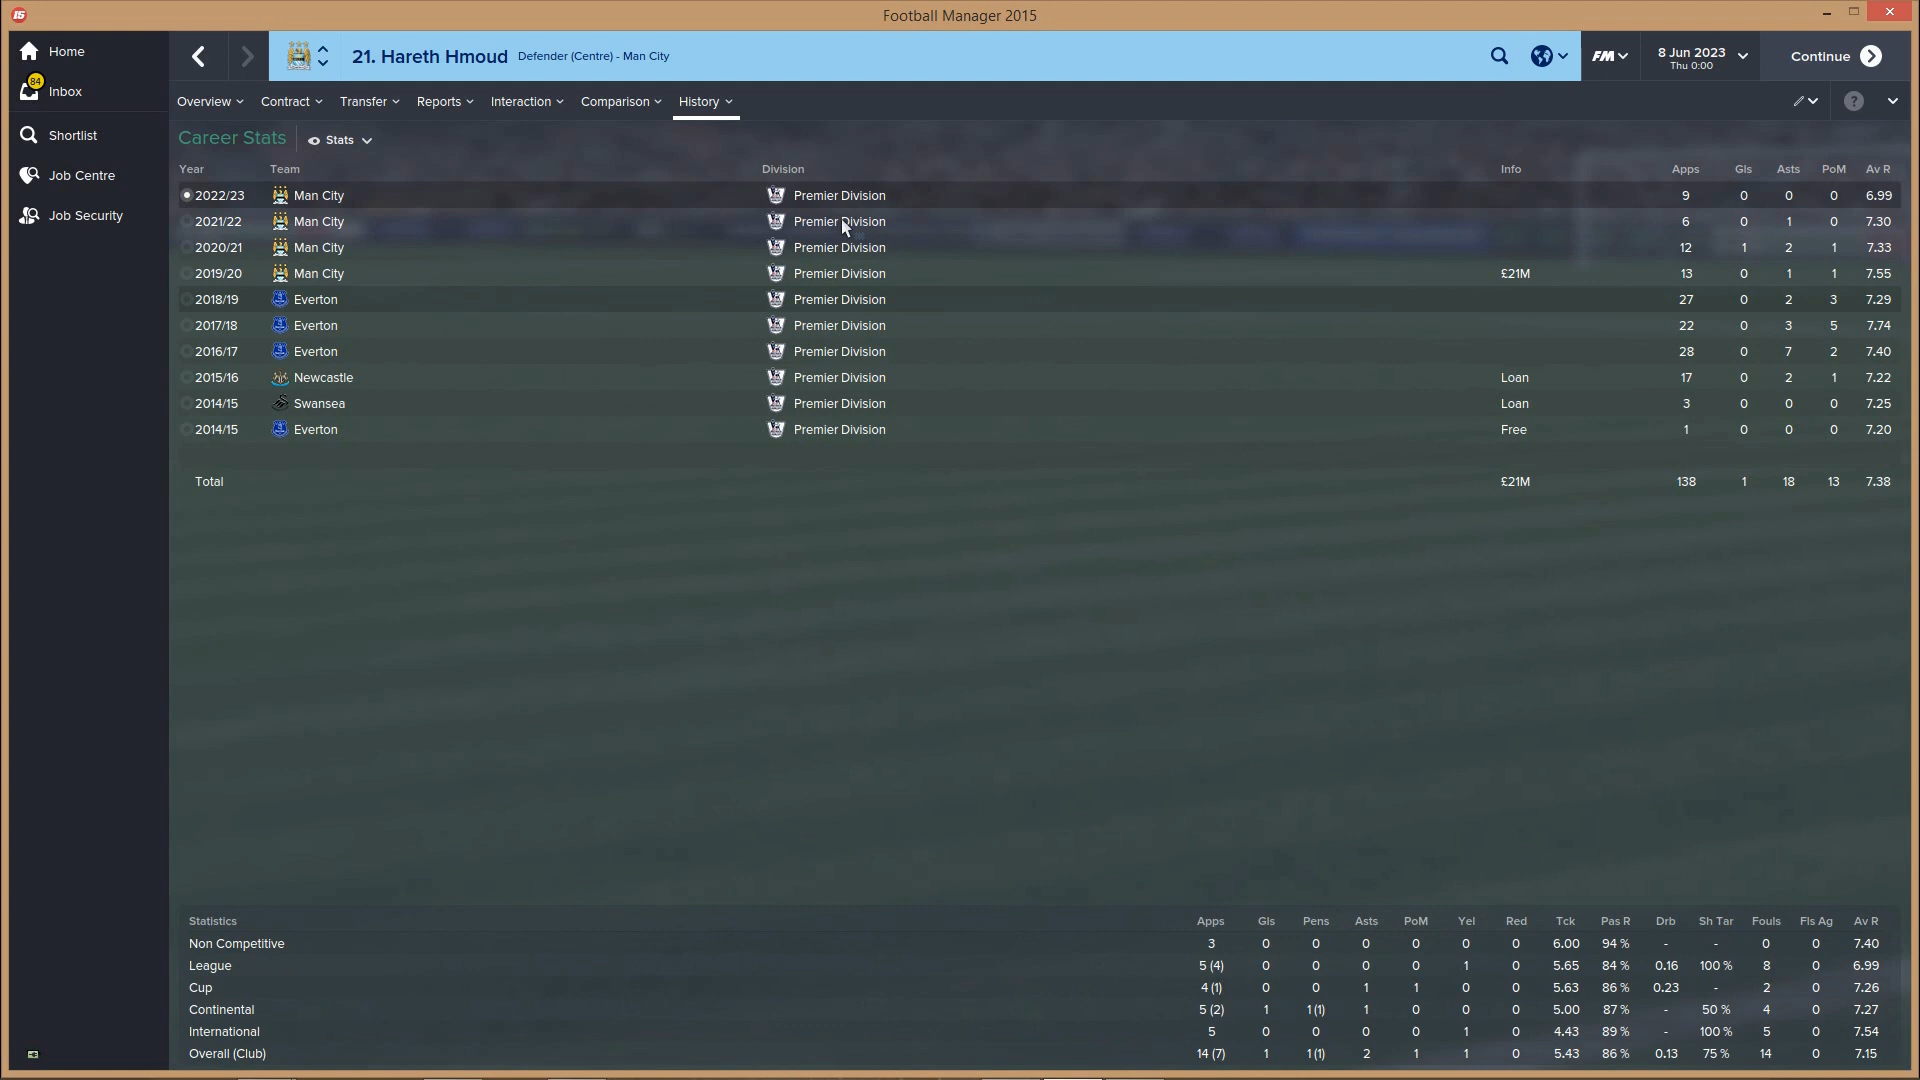 Football Manager 2015
Home
84
Inbox
Shortlist
Job Centre
Job Security
21. Hareth Hmoud Defender (Centre) - Man City
FM
8 Jun 2023
Thu 0:00
Continue
Overview Contract Transfer Reports Interaction Comparison History ?
Career Stats Stats
Year Team Division Info Apps Gls Asts PoM Av R
2022/23 Man City Premier Division 9 0 0 0 6.99
2021/22 Man City Premier Division 6 0 1 0 7.30
2020/21 Man City Premier Division 12 1 2 1 7.33
2019/20 Man City Premier Division £21M 13 0 1 1 7.55
2018/19 Everton Premier Division 27 0 2 3 7.29
2017/18 Everton Premier Division 22 0 3 5 7.74
2016/17 Everton Premier Division 28 0 7 2 7.40
2015/16 Newcastle Premier Division Loan 17 0 2 1 7.22
2014/15 Swansea Premier Division Loan 3 0 0 0 7.25
2014/15 Everton Premier Division Free 1 0 0 0 7.20
Total £21M 138 1 18 13 7.38
Statistics Apps Gls Pens Asts PoM Yel Red Tck Pas R Drb Sh Tar Fouls Fls Ag Av R
Non Competitive 3 0 0 0 0 0 0 6.00 94 % - - 0 0 7.40
League 5 (4) 0 0 0 0 1 0 5.65 84 % 0.16 100 % 8 0 6.99
Cup 4 (1) 0 0 1 1 0 0 5.63 86 % 0.23 - 2 0 7.26
Continental 5 (2) 1 1 (1) 1 0 0 0 5.00 87 % - 50 % 4 0 7.27
International 5 0 0 0 0 1 0 4.43 89 % - 100 % 5 0 7.54
Overall (Club) 14 (7) 1 1 (1) 2 1 1 0 5.43 86 % 0.13 75 % 14 0 7.15